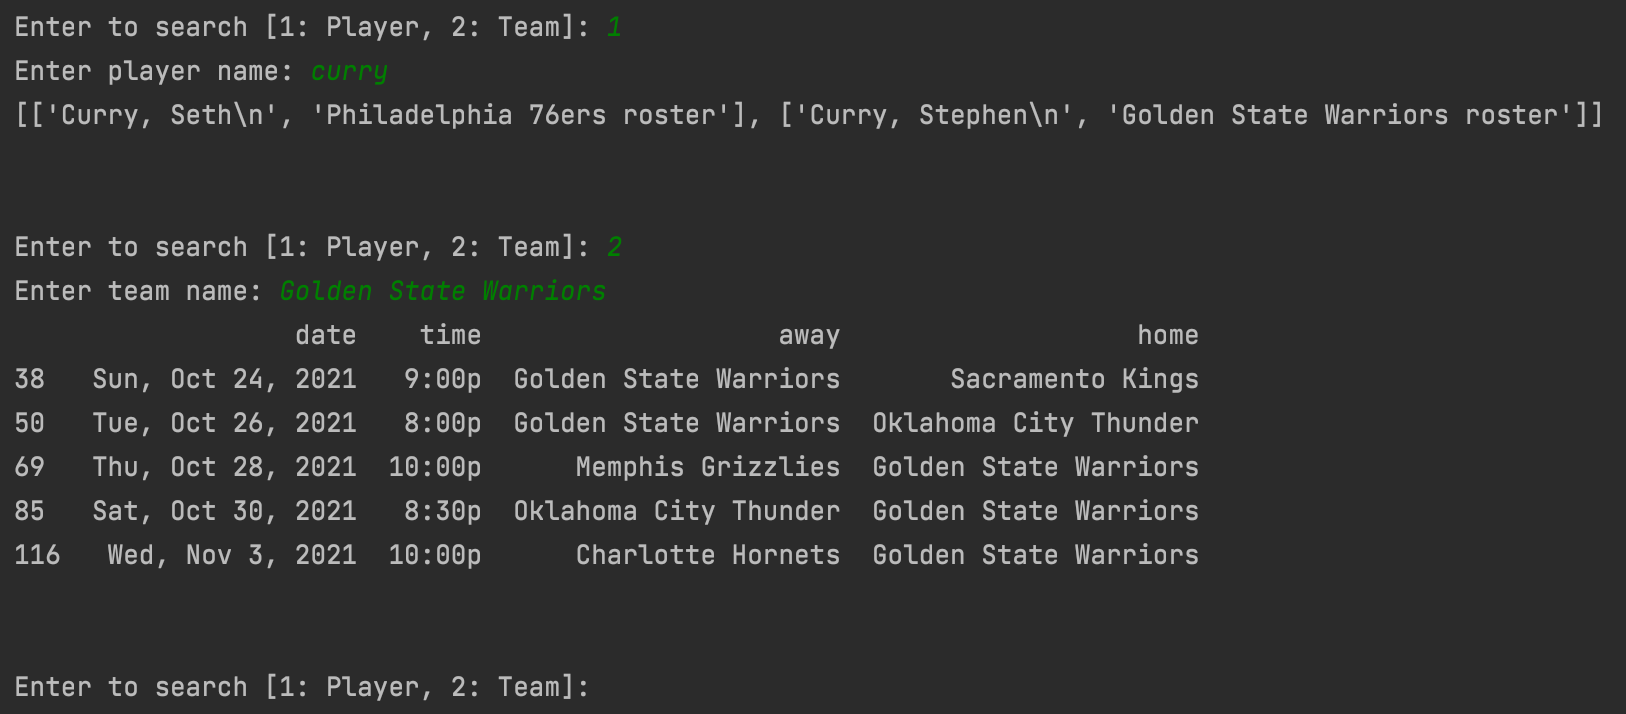 Enter to search [1: Player, 2: Team]: 1
Enter player name: curry
[['Curry, Seth\n', 'Philadelphia 76ers roster'], ['Curry, Stephen\n', 'Golden State Warriors roster']]
Enter to search [1: Player, 2: Team]: 2
Enter team name: Golden State Warriors
                  date    time                   away                   home
38   Sun, Oct 24, 2021   9:00p  Golden State Warriors       Sacramento Kings
50   Tue, Oct 26, 2021   8:00p  Golden State Warriors  Oklahoma City Thunder
69   Thu, Oct 28, 2021  10:00p      Memphis Grizzlies  Golden State Warriors
85   Sat, Oct 30, 2021   8:30p  Oklahoma City Thunder  Golden State Warriors
116   Wed, Nov 3, 2021  10:00p      Charlotte Hornets  Golden State Warriors
Enter to search [1: Player, 2: Team]: